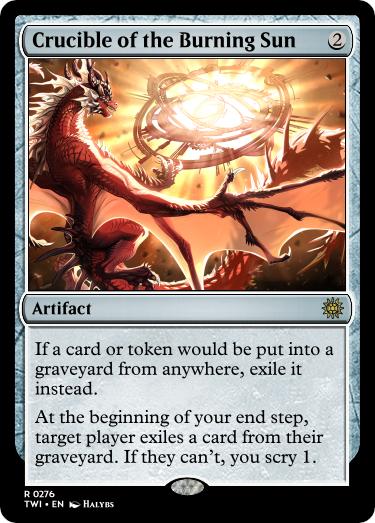 Crucible of the Burning Sun 2
Artifact
If a card or token would be put into a
graveyard from anywhere, exile it
instead.
At the beginning of your end step,
target player exiles a card from their
graveyard. If they can't, you scry 1.
R 0276
TWI • EN HALYBS